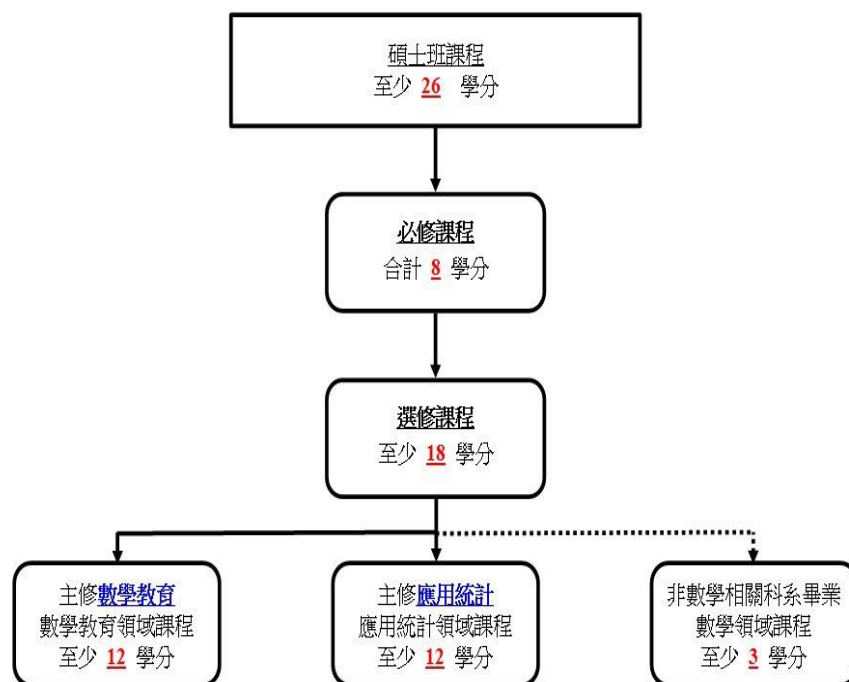 碩士班課程
至少 26 學分
必修課程
合計 8 學分
選修課程
至少 18 學分
主修數學教育
數學教育領域課程
至少 12 學分
主修應用統計
應用統計領域課程
至少 12 學分
非數學相關科系畢業
數學領域課程
至少 3 學分